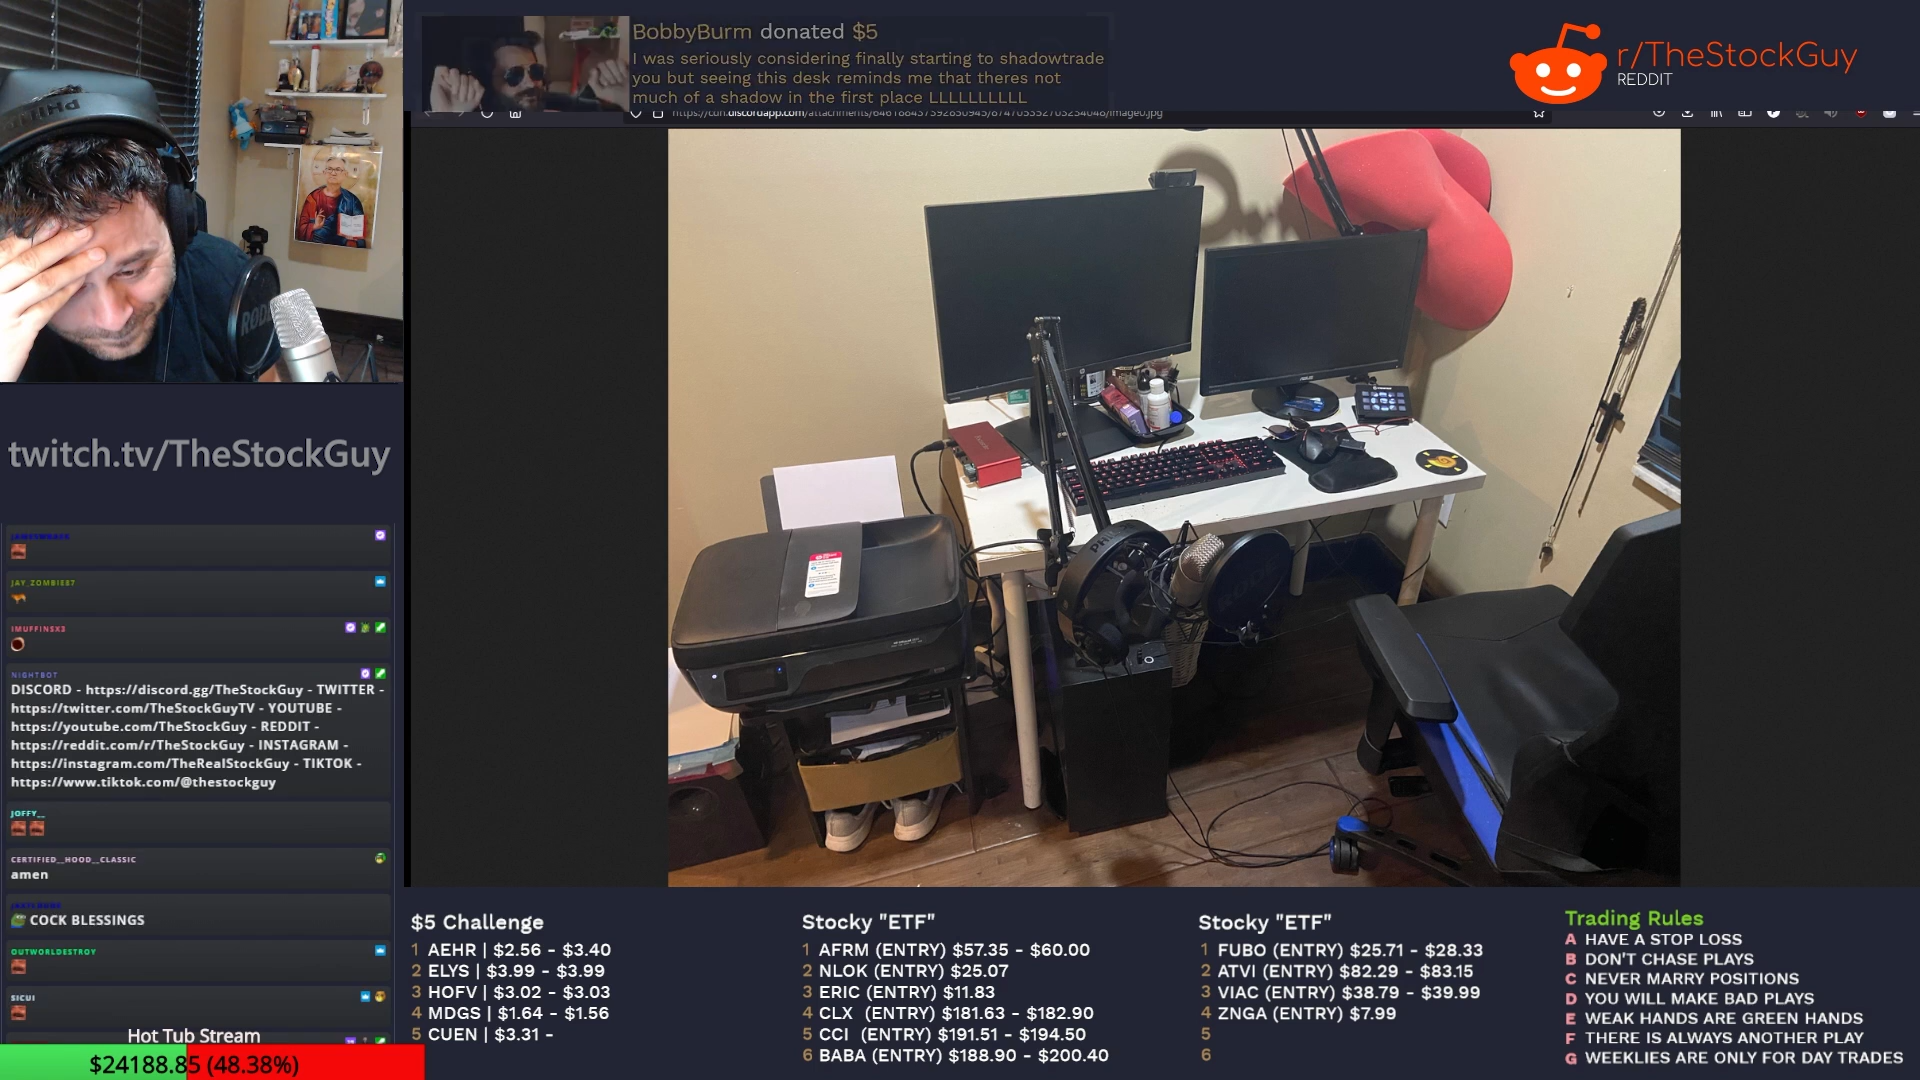 BobbyBurm donated $5
I was seriously considering finally starting to shadowtrade
you but seeing this desk reminds me that theres not
much of a shadow in the first place LLLLLLLLLL
r/TheStockGuy
REDDIT
twitch.tv/TheStockGuy
JAY_ZOMBIE87
IMUFFINSX3
NIGHTBOT
DISCORD - https://discord.gg/TheStockGuy - TWITTER -
https://twitter.com/TheStockGuyTV - YOUTUBE -
https://youtube.com/TheStockGuy - REDDIT -
https://reddit.com/r/TheStockGuy - INSTAGRAM -
https://instagram.com/TheRealStockGuy - TIKTOK -
https://www.tiktok.com/@thestockguy
JOFFY__
CERTIFIED__HOOD__CLASSIC
amen
COCK BLESSINGS
OUTWORLDESTROY
SICUI
Hot Tub Stream
$24188.85 (48.38%)
$5 Challenge
1 AEHR | $2.56 - $3.40
2 ELYS | $3.99 - $3.99
3 HOFV | $3.02 - $3.03
4 MDGS | $1.64 - $1.56
5 CUEN | $3.31 -
Stocky "ETF"
1 AFRM (ENTRY) $57.35 - $60.00
2 NLOK (ENTRY) $25.07
3 ERIC (ENTRY) $11.83
4 CLX (ENTRY) $181.63 - $182.90
5 CCI (ENTRY) $191.51 - $194.50
6 BABA (ENTRY) $188.90 - $200.40
Stocky "ETF"
1 FUBO (ENTRY) $25.71 - $28.33
2 ATVI (ENTRY) $82.29 - $83.15
3 VIAC (ENTRY) $38.79 - $39.99
4 ZNGA (ENTRY) $7.99
5
6
Trading Rules
A HAVE A STOP LOSS
B DON'T CHASE PLAYS
C NEVER MARRY POSITIONS
D YOU WILL MAKE BAD PLAYS
E WEAK HANDS ARE GREEN HANDS
F THERE IS ALWAYS ANOTHER PLAY
G WEEKLIES ARE ONLY FOR DAY TRADES